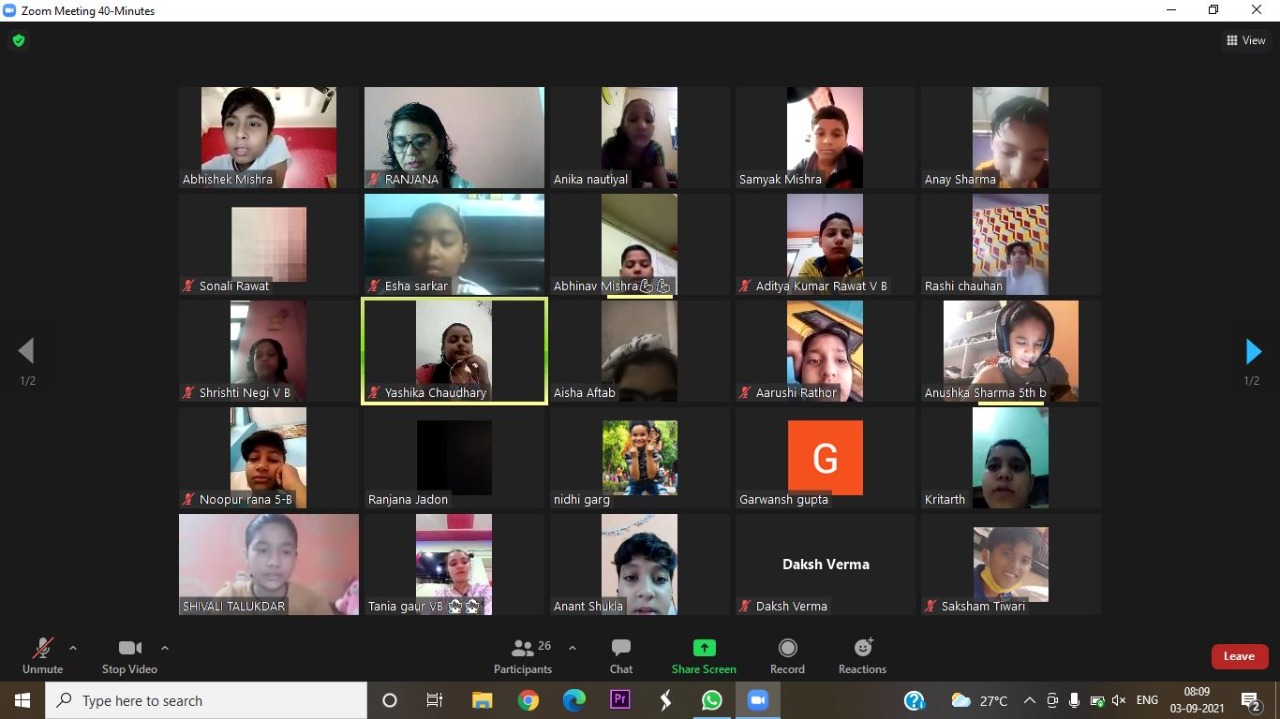 Zoom Meeting 40-Minutes
View
Abhishek Mishra
RANJANA
Anika nautiyal
Samyak Mishra
Anay Sharma
Sonali Rawat
Esha sarkar
Abhinav Mishra💪💪
Aditya Kumar Rawat V B
Rashi chauhan
1/2
1/2
Shrishti Negi V B
Yashika Chaudhary
Aisha Aftab
Aarushi Rathor
Anushka Sharma 5th b
Noopur rana 5-B
Ranjana Jadon
nidhi garg
G
Garwansh gupta
Kritarth
SHIVALI TALUKDAR
Tania gaur VB
Anant Shukla
Daksh Verma
Daksh Verma
Saksham Tiwari
Unmute
Stop Video
26
Participants
Chat
Share Screen
Record
Reactions
Leave
Type here to search
Pr
27°C
ENG
08:09
03-09-2021
2